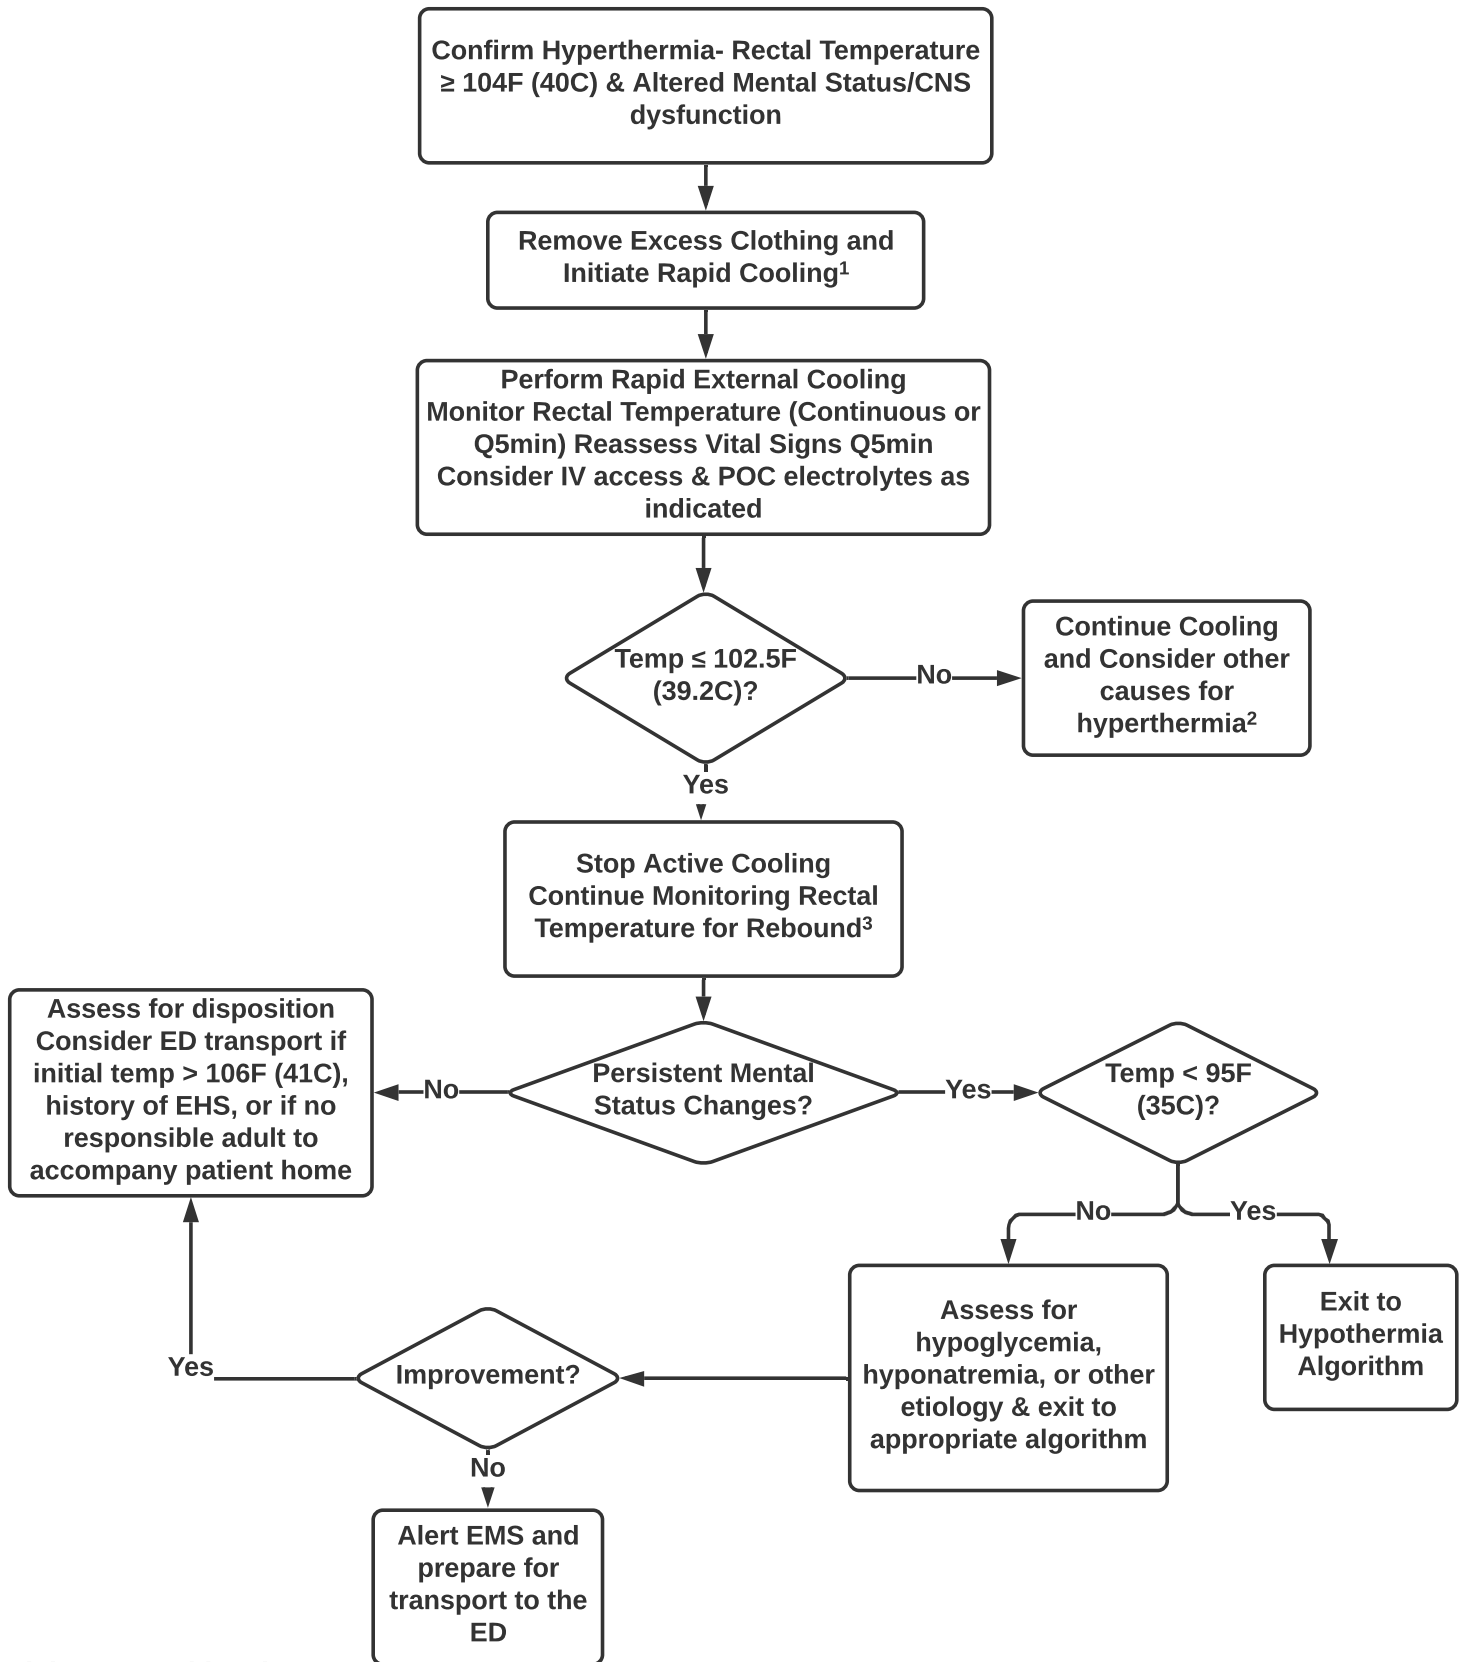 Confirm Hyperthermia- Rectal Temperature
≥ 104F (40C) & Altered Mental Status/CNS
dysfunction
Remove Excess Clothing and
Initiate Rapid Cooling¹
Perform Rapid External Cooling
Monitor Rectal Temperature (Continuous or
Q5min) Reassess Vital Signs Q5min
Consider IV access & POC electrolytes as
indicated
Temp ≤ 102.5F
(39.2C)?
No
Continue Cooling
and Consider other
causes for
hyperthermia²
Yes
Stop Active Cooling
Continue Monitoring Rectal
Temperature for Rebound³
Persistent Mental
Status Changes?
No
Assess for disposition
Consider ED transport if
initial temp > 106F (41C),
history of EHS, or if no
responsible adult to
accompany patient home
Yes
Temp < 95F
(35C)?
No
Yes
Assess for
hypoglycemia,
hyponatremia, or other
etiology & exit to
appropriate algorithm
Exit to
Hypothermia
Algorithm
Improvement?
Yes
No
Alert EMS and
prepare for
transport to the
ED